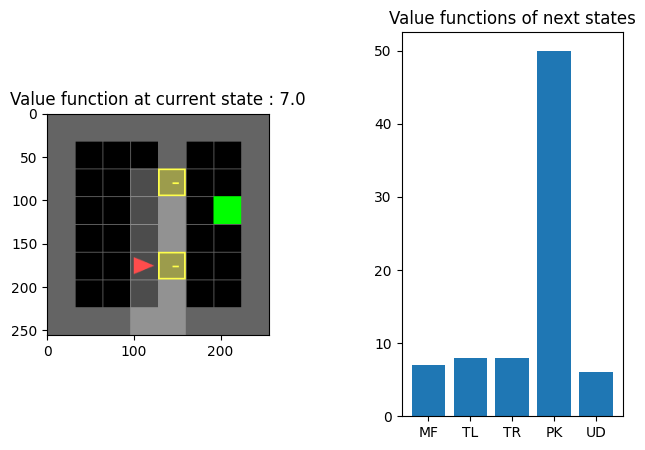 Value functions of next states
Value function at current state : 7.0
0
50
100
150
200
250
0
100
200
50
40
30
20
10
0
MF
TL
TR
PK
UD